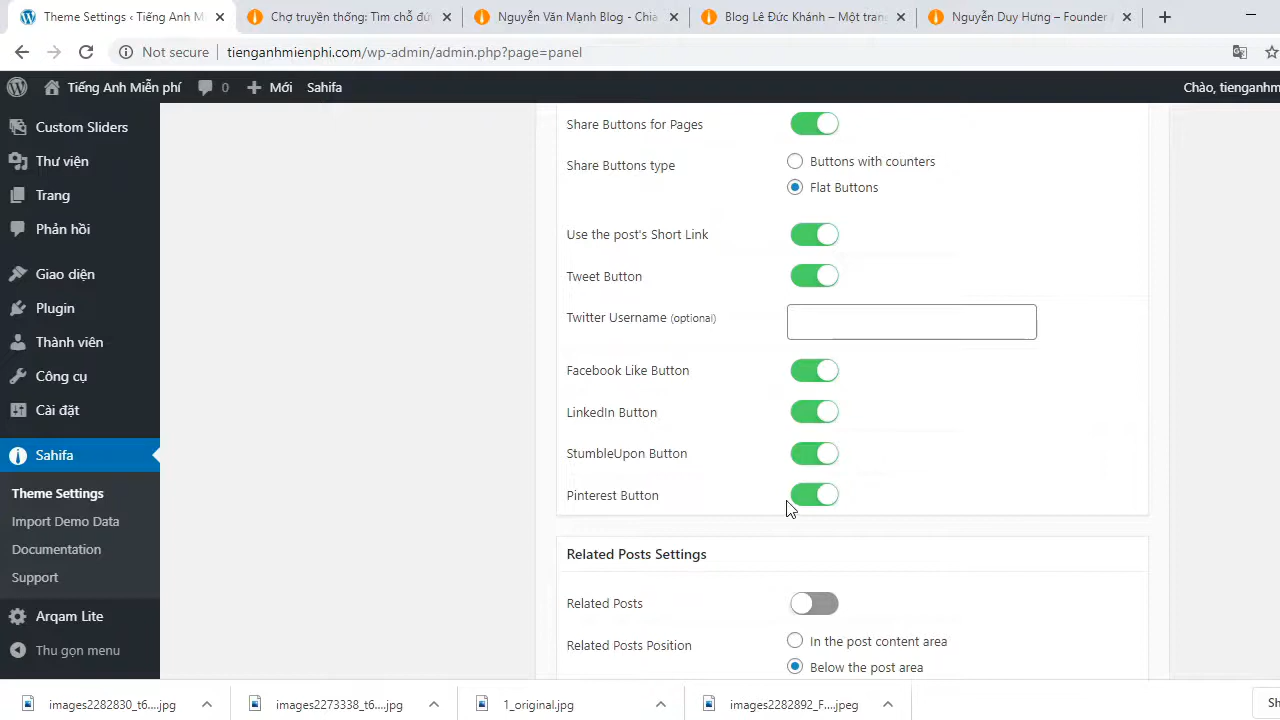 Theme Settings ‹ Tiếng Anh Mi
Chợ truyền thống: Tìm chỗ đứ
Nguyễn Văn Mạnh Blog - Chia
Blog Lê Đức Khánh – Một tran
Nguyễn Duy Hưng – Founder
Not secure
tienganhmienphi.com/wp-admin/admin.php?page=panel
Tiếng Anh Miễn phí
0
Mới
Sahifa
Chào, tienganhm
Custom Sliders
Thư viện
Trang
Phản hồi
Giao diện
Plugin
Thành viên
Công cụ
Cài đặt
Sahifa
Theme Settings
Import Demo Data
Documentation
Support
Arqam Lite
Thu gọn menu
Share Buttons for Pages
Share Buttons type
Buttons with counters
Flat Buttons
Use the post's Short Link
Tweet Button
Twitter Username (optional)
Facebook Like Button
LinkedIn Button
StumbleUpon Button
Pinterest Button
Related Posts Settings
Related Posts
Related Posts Position
In the post content area
Below the post area
images2282830_t6....jpg
images2273338_t6....jpg
1_original.jpg
images2282892_F....jpeg
Sh